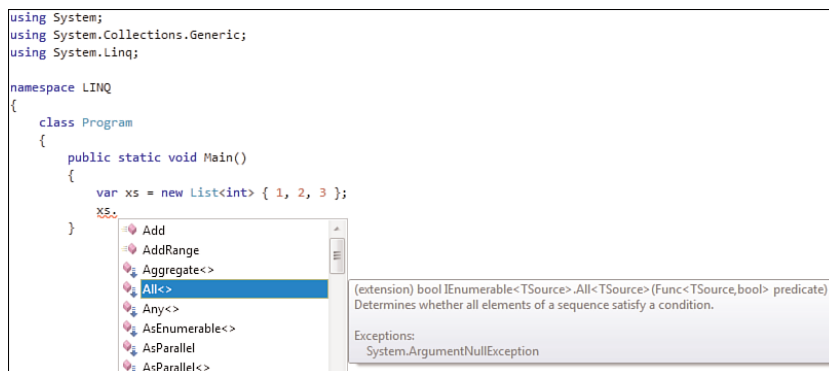 using System;
using System.Collections.Generic;
using System.Linq;
namespace LINQ
{
class Program
{
public static void Main()
{
var xs = new List<int> { 1, 2, 3 };
xs.
}
Add
AddRange
Aggregate<>
All<>
Any<>
AsEnumerable<>
AsParallel
AsParallel<>
(extension) bool IEnumerable<TSource>.All<TSource>(Func<TSource,bool> predicate)
Determines whether all elements of a sequence satisfy a condition.
Exceptions:
System.ArgumentNullException